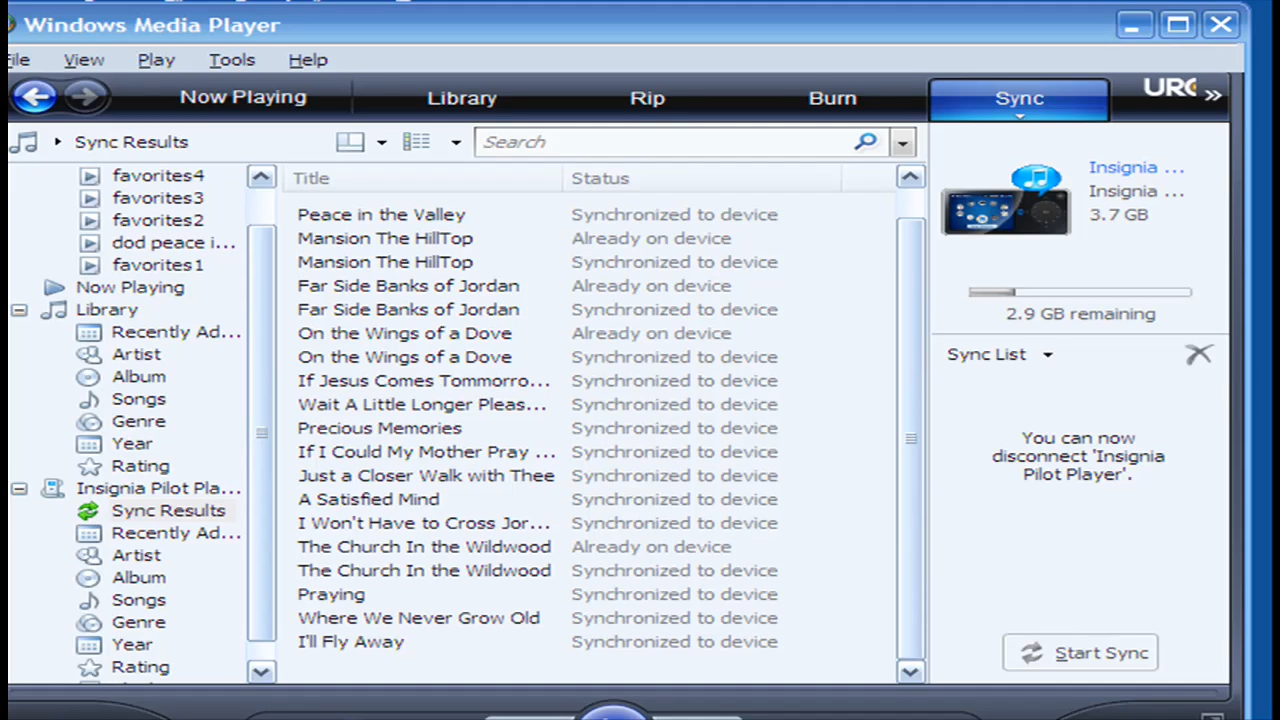 Windows Media Player
File View Play Tools Help
Now Playing Library Rip Burn Sync URGE »
Sync Results Search
favorites4
favorites3
favorites2
dod peace i...
favorites1
Now Playing
Library
Recently Ad...
Artist
Album
Songs
Genre
Year
Rating
Insignia Pilot Pla...
Sync Results
Recently Ad...
Artist
Album
Songs
Genre
Year
Rating
Title Status
Peace in the Valley Synchronized to device
Mansion The HillTop Already on device
Mansion The HillTop Synchronized to device
Far Side Banks of Jordan Already on device
Far Side Banks of Jordan Synchronized to device
On the Wings of a Dove Already on device
On the Wings of a Dove Synchronized to device
If Jesus Comes Tommorro... Synchronized to device
Wait A Little Longer Pleas... Synchronized to device
Precious Memories Synchronized to device
If I Could My Mother Pray ... Synchronized to device
Just a Closer Walk with Thee Synchronized to device
A Satisfied Mind Synchronized to device
I Won't Have to Cross Jor... Synchronized to device
The Church In the Wildwood Already on device
The Church In the Wildwood Synchronized to device
Praying Synchronized to device
Where We Never Grow Old Synchronized to device
I'll Fly Away Synchronized to device
Insignia ...
Insignia ...
3.7 GB
2.9 GB remaining
Sync List
You can now
disconnect 'Insignia
Pilot Player'.
Start Sync